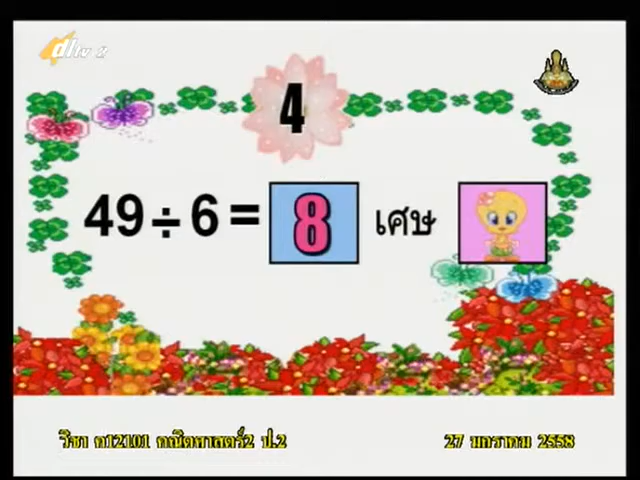 dltv 2
4
49÷6= 8 เศษ
วิชา ค12101 คณิตศาสตร์2 ป.2
27 มกราคม 2558